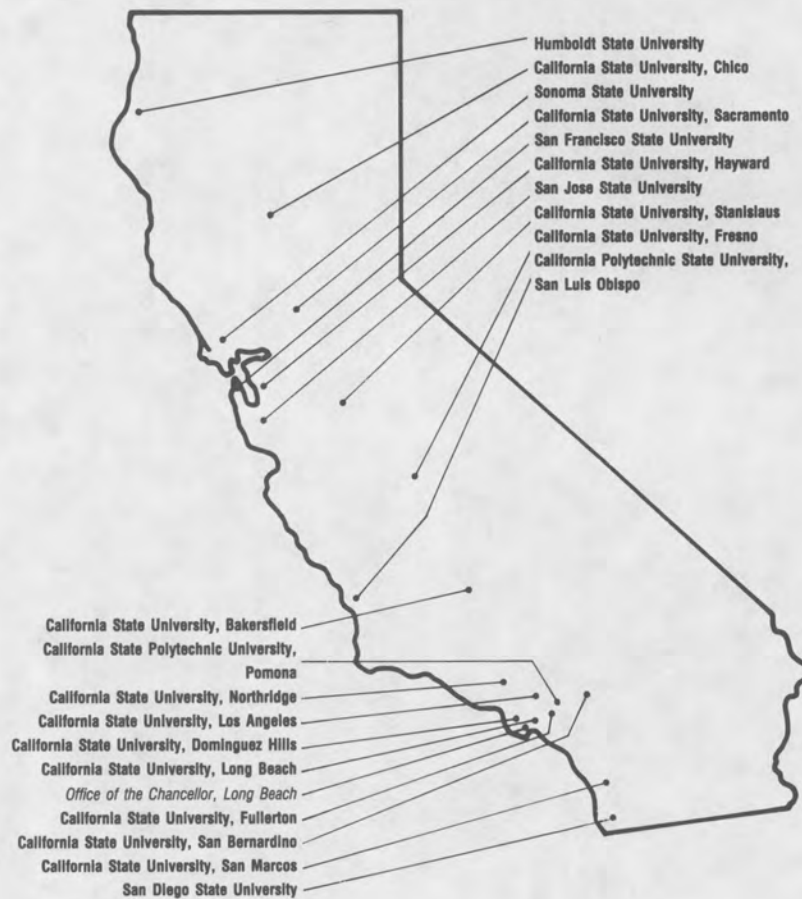 Humboldt State University
California State University, Chico
Sonoma State University
California State University, Sacramento
San Francisco State University
California State University, Hayward
San Jose State University
California State University, Stanislaus
California State University, Fresno
California Polytechnic State University,
San Luis Obispo
California State University, Bakersfield
California State Polytechnic University,
Pomona
California State University, Northridge
California State University, Los Angeles
California State University, Dominguez Hills
California State University, Long Beach
Office of the Chancellor, Long Beach
California State University, Fullerton
California State University, San Bernardino
California State University, San Marcos
San Diego State University